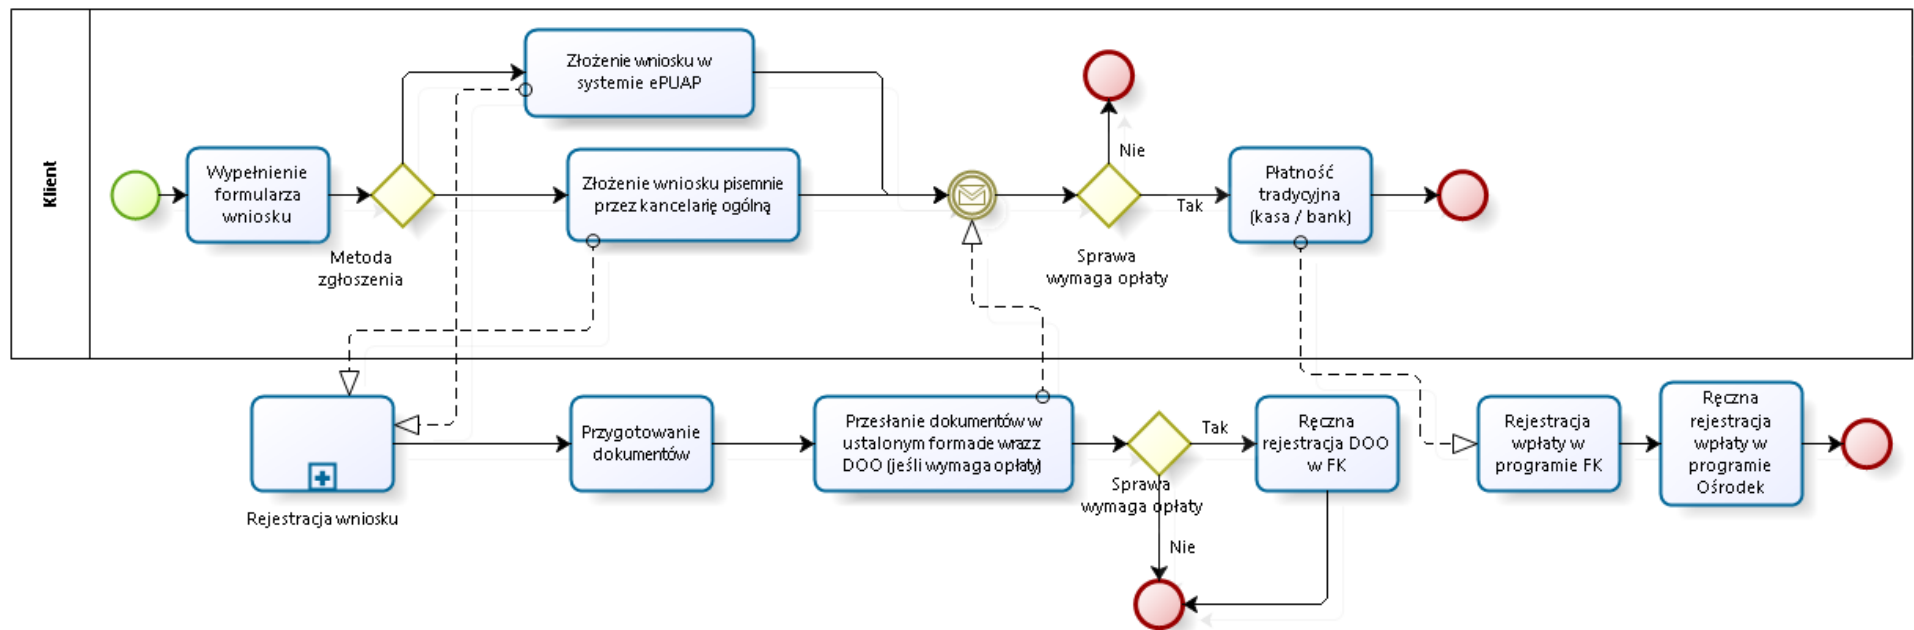 Klient
Złożenie wniosku w
systemie ePUAP
Nie
Wypełnienie
formularza
wniosku
Złożenie wniosku pisemnie
przez kancelarię ogólną
Płatność
tradycyjna
(kasa / bank)
Tak
Metoda
zgłoszenia
Sprawa
wymaga opłaty
Rejestracja wniosku
Przygotowanie
dokumentów
Przesłanie dokumentów w
ustalonym formacie wraz z
DOO (jeśli wymaga opłaty)
Tak
Sprawa
wymaga opłaty
Nie
Ręczna
rejestracja DOO
w FK
Rejestracja
wpłaty w
programie FK
Ręczna
rejestracja
wpłaty w
programie
Ośrodek